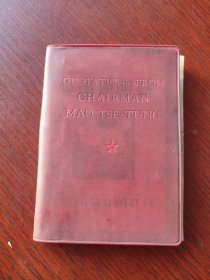 QUOTATIONS FROM
CHAIRMAN
MAO TSE-TUNG